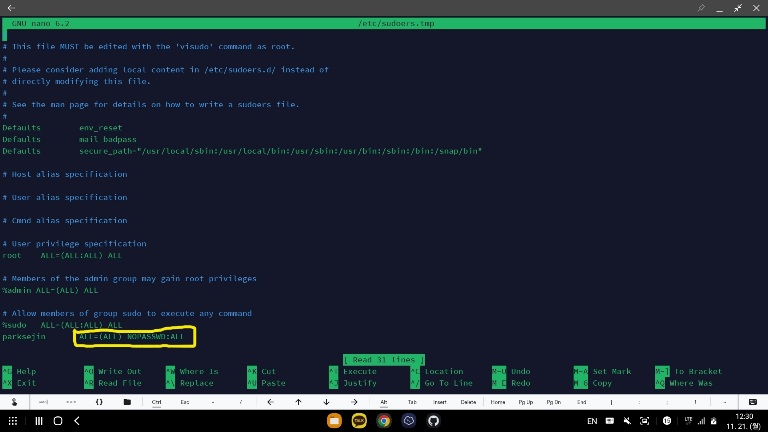 GNU nano 6.2 /etc/sudoers.tmp
#
# This file MUST be edited with the 'visudo' command as root.
#
# Please consider adding local content in /etc/sudoers.d/ instead of
# directly modifying this file.
#
# See the man page for details on how to write a sudoers file.
#
Defaults env_reset
Defaults mail_badpass
Defaults secure_path="/usr/local/sbin:/usr/local/bin:/usr/sbin:/usr/bin:/sbin:/bin:/snap/bin"
# Host alias specification
# User alias specification
# Cmnd alias specification
# User privilege specification
root ALL=(ALL:ALL) ALL
# Members of the admin group may gain root privileges
%admin ALL=(ALL) ALL
# Allow members of group sudo to execute any command
%sudo ALL=(ALL:ALL) ALL
parksejin ALL=(ALL) NOPASSWD:ALL
[ Read 31 lines ]
^G Help ^O Write Out ^W Where Is ^K Cut ^T Execute ^C Location M-U Undo M-A Set Mark M-] To Bracket
^X Exit ^R Read File ^\ Replace ^U Paste ^J Justify ^/ Go To Line M-E Redo M-6 Copy ^Q Where Was
{} Ctrl Esc - / ← ↑ ↓ → Alt Tab Insert Delete Home Pg Up Pg Dn End | : ; ! ~
TALK EN LTE 12:30
11. 21. (월)